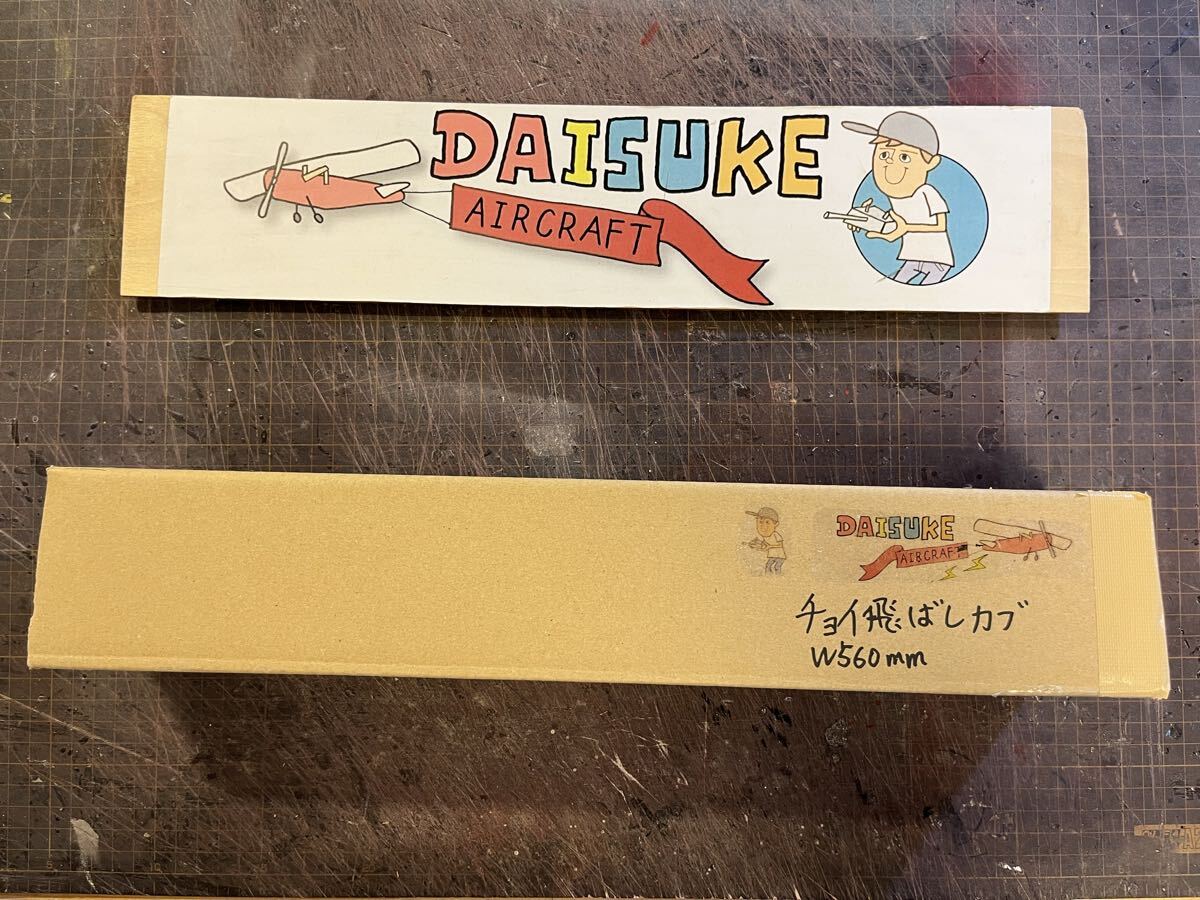 DAISUKE
AIRCRAFT
DAISUKE
AIRCRAFT
チョイ飛ばしカブ
W560mm